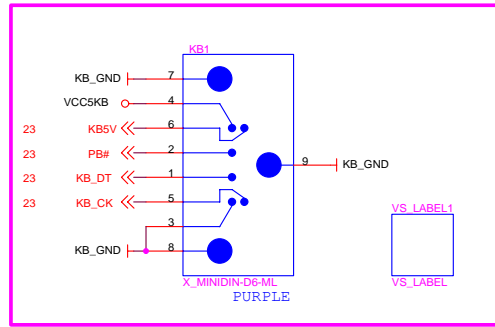 KB1
KB_GND 7
VCC5KB 4
23 KB5V 6
23 PB# 2
9 KB_GND
23 KB_DT 1
23 KB_CK 5
VS_LABEL1
3
KB_GND 8
X_MINIDIN-D6-ML VS_LABEL
PURPLE